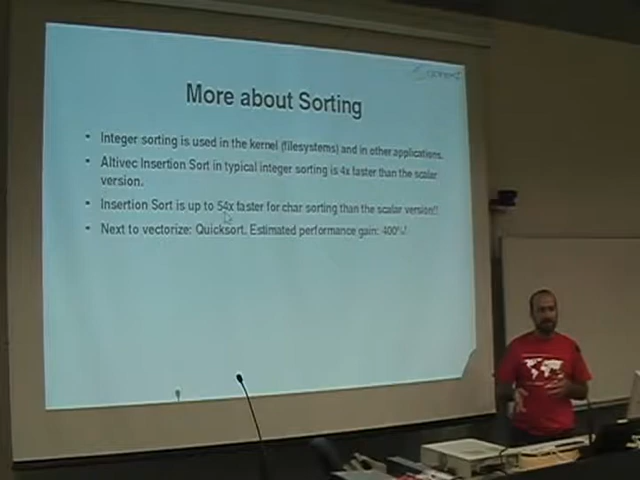 More about Sorting
• Integer sorting is used in the kernel (filesystems) and in other applications.
• Altivec Insertion Sort in typical integer sorting is 4x faster than the scalar
version.
• Insertion Sort is up to 54x faster for char sorting than the scalar version!!
• Next to vectorize: Quicksort. Estimated performance gain: 400%!